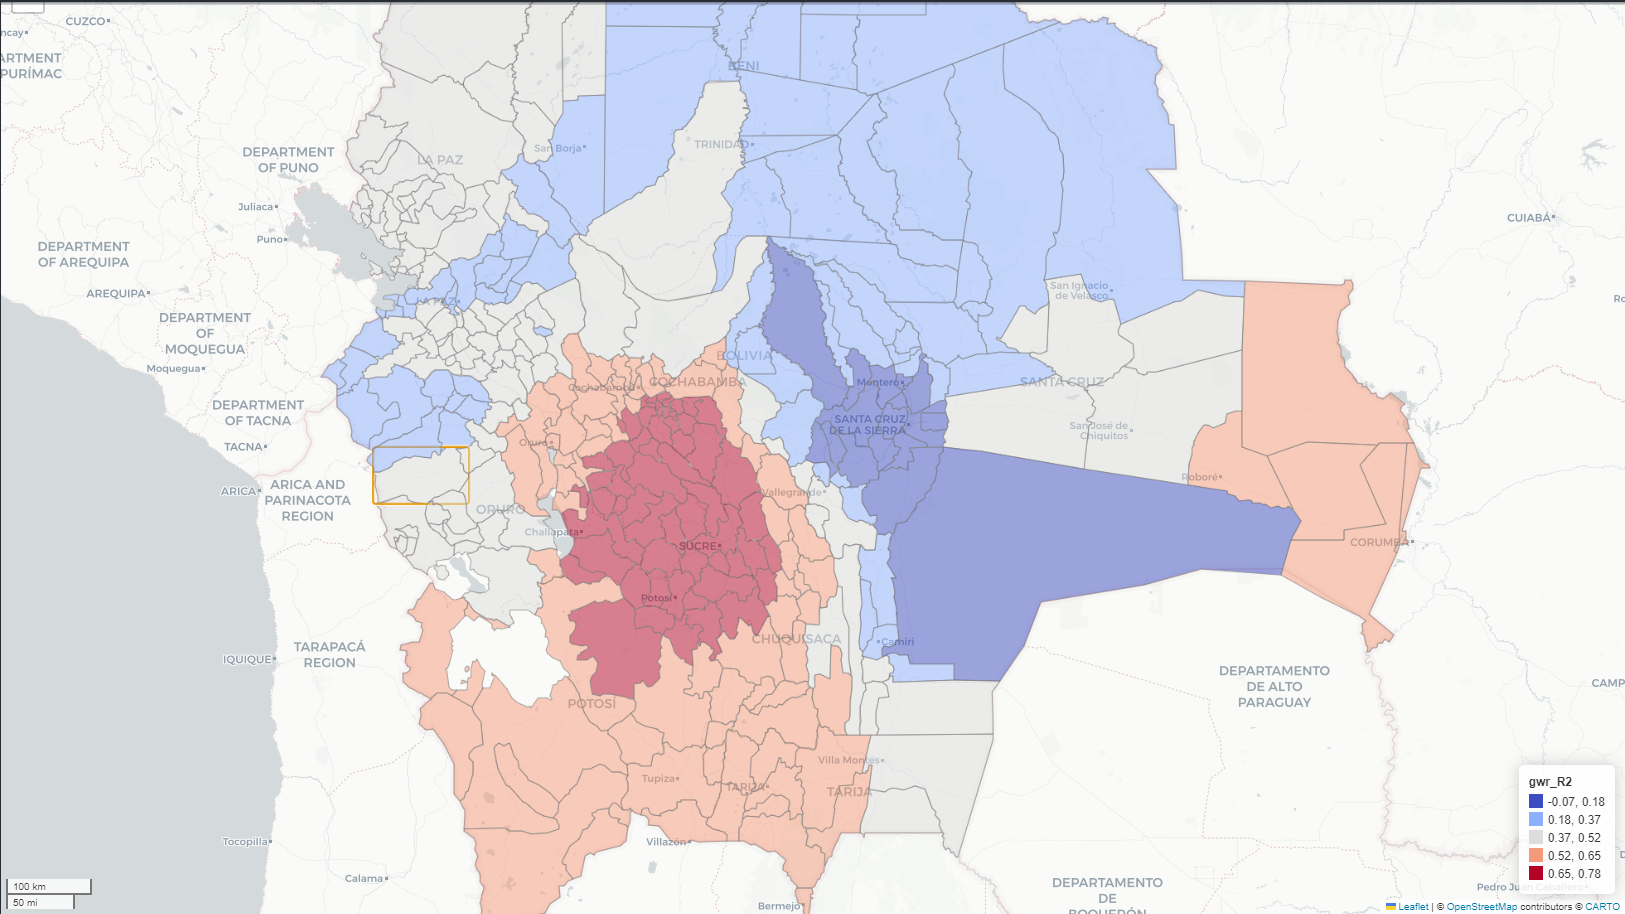 CUZCO
ncay
ARTMENT
PURÍMAC
BENI
LA PAZ
San Borja
TRINIDAD
DEPARTMENT
OF PUNO
Juliaca
Puno
CUIABÁ
DEPARTMENT
OF AREQUIPA
AREQUIPA
LA PAZ
San Ignacio
de Velasco
DEPARTMENT
OF
MOQUEGUA
Moquegua
BOLIVIA
Cochabamba
COCHABAMBA
Montero
SANTA CRUZ
DEPARTMENT
OF TACNA
TACNA
SANTA CRUZ
DE LA SIERRA
San José de
Chiquitos
Oruro
ARICA
ARICA AND
PARINACOTA
REGION
ORURO
Vallegrande
Roboré
Challapata
SUCRE
CORUMBÁ
Potosí
CHUQUISACA
Camiri
TARAPACÁ
REGION
IQUIQUE
DEPARTAMENTO
DE ALTO
PARAGUAY
CAMP
POTOSÍ
Villa Montes
Tupiza
TARIJA
TARIJA
Tocopilla
Villazón
Calama
Bermejo
DEPARTAMENTO
DE
BOQUERÓN
Pedro Juan Caballero
gwr_R2
-0.07, 0.18
0.18, 0.37
0.37, 0.52
0.52, 0.65
0.65, 0.78
100 km
50 mi
Leaflet | © OpenStreetMap contributors © CARTO